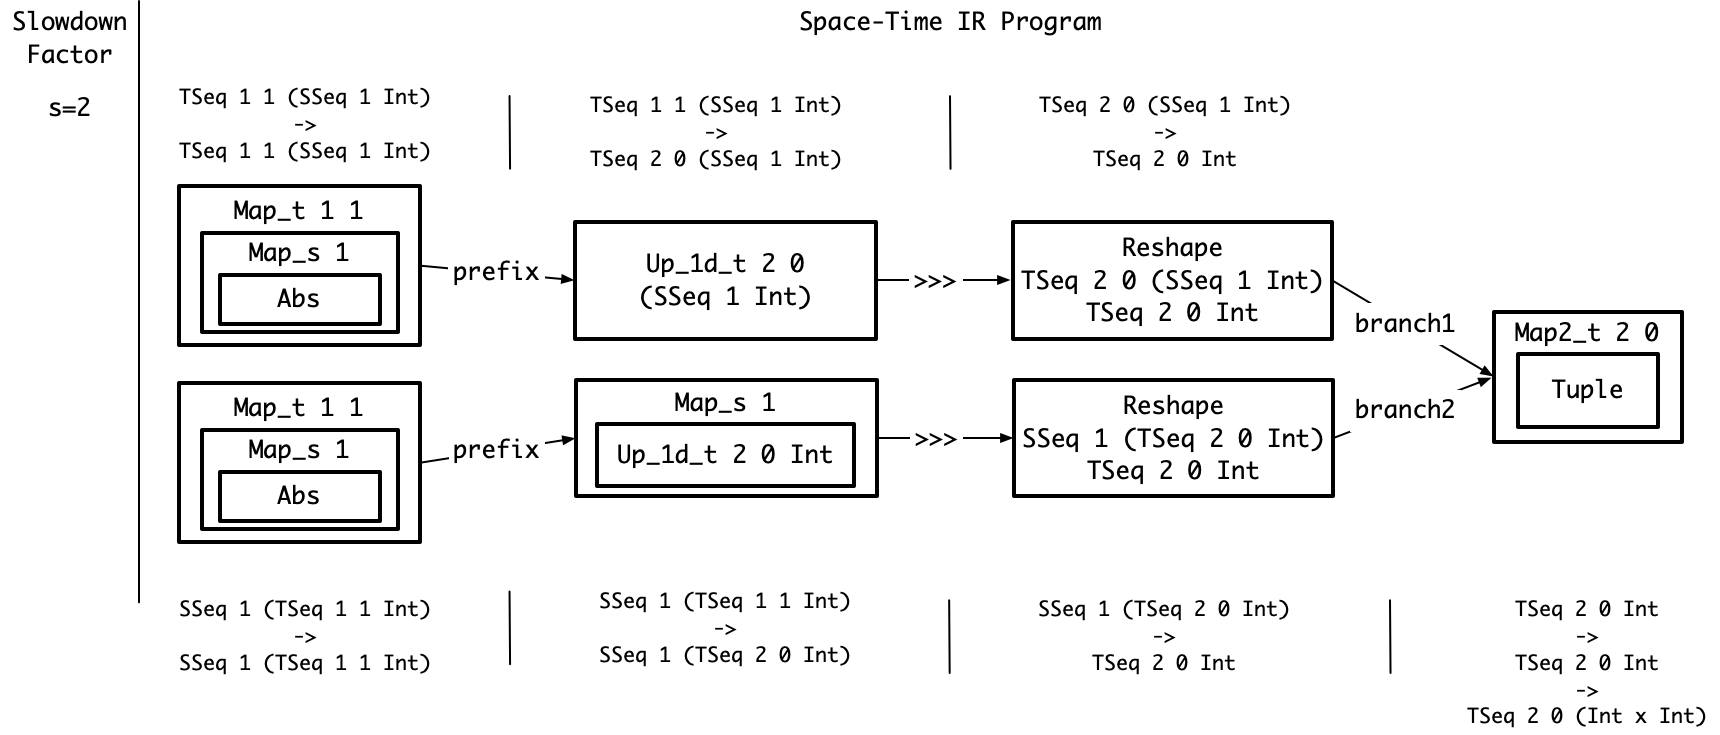 Slowdown
Factor
s=2
Space-Time IR Program
TSeq 1 1 (SSeq 1 Int)
->
TSeq 1 1 (SSeq 1 Int)
TSeq 1 1 (SSeq 1 Int)
->
TSeq 2 0 (SSeq 1 Int)
TSeq 2 0 (SSeq 1 Int)
->
TSeq 2 0 Int
Map_t 1 1
Map_s 1
Abs
prefix
Up_1d_t 2 0
(SSeq 1 Int)
>>>
Reshape
TSeq 2 0 (SSeq 1 Int)
TSeq 2 0 Int
branch1
Map_t 1 1
Map_s 1
Abs
prefix
Map_s 1
Up_1d_t 2 0 Int
>>>
Reshape
SSeq 1 (TSeq 2 0 Int)
TSeq 2 0 Int
branch2
Map2_t 2 0
Tuple
SSeq 1 (TSeq 1 1 Int)
->
SSeq 1 (TSeq 1 1 Int)
SSeq 1 (TSeq 1 1 Int)
->
SSeq 1 (TSeq 2 0 Int)
SSeq 1 (TSeq 2 0 Int)
->
TSeq 2 0 Int
TSeq 2 0 Int
->
TSeq 2 0 Int
->
TSeq 2 0 (Int x Int)